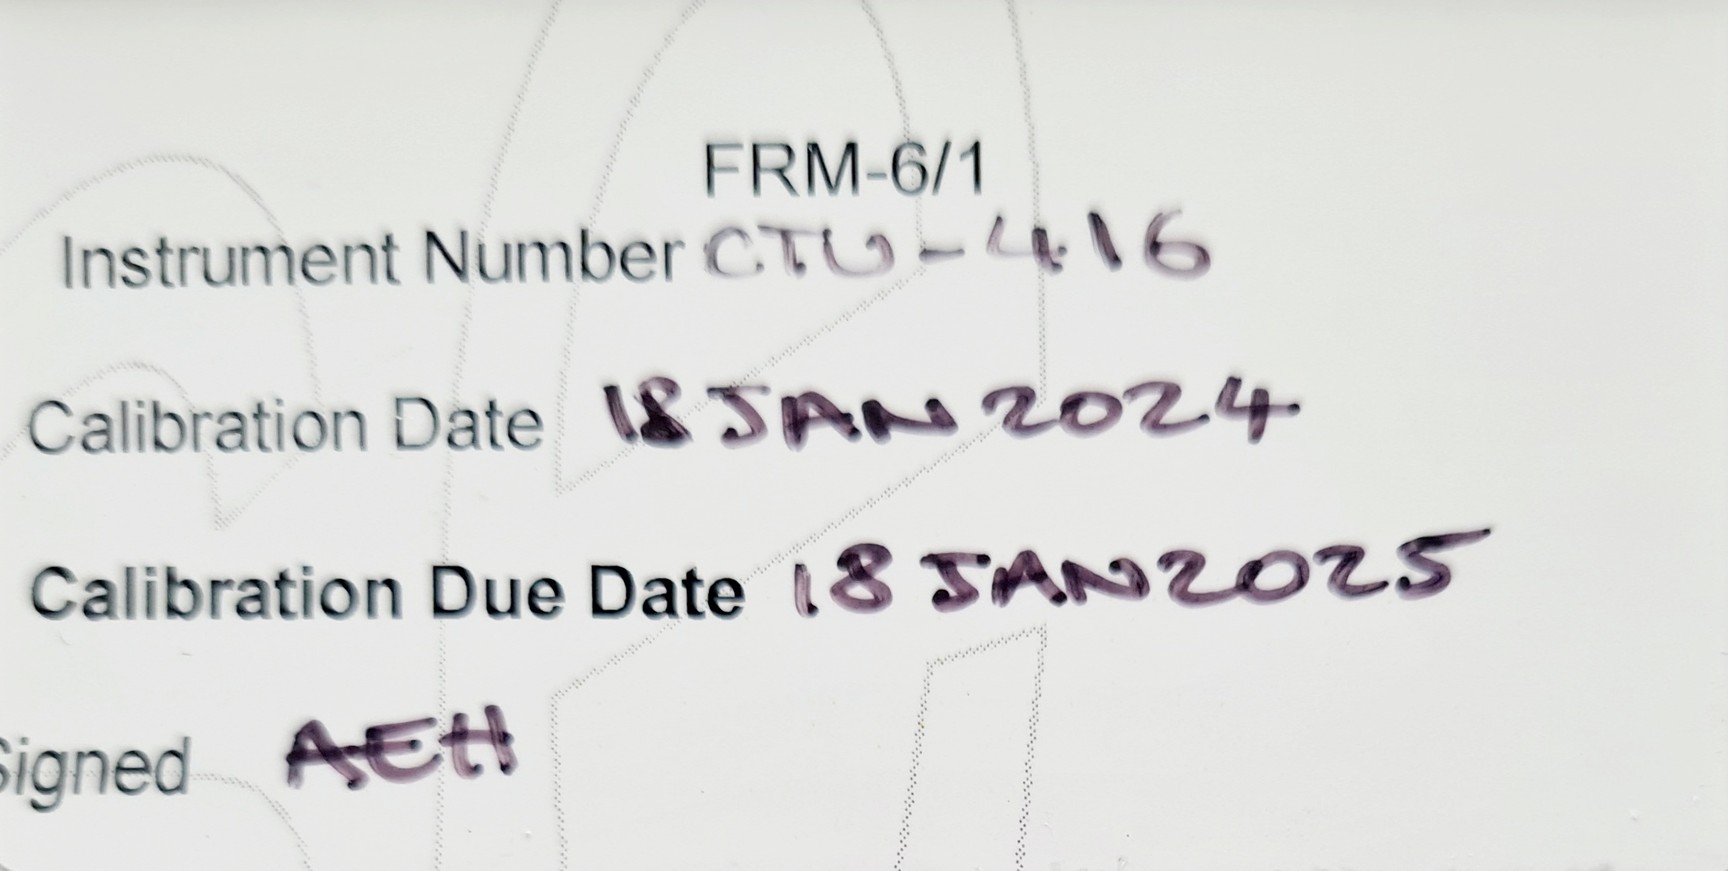 FRM-6/1
Instrument Number CTU-416
Calibration Date 18 JAN 2024
Calibration Due Date 18 JAN 2025
Signed AEH